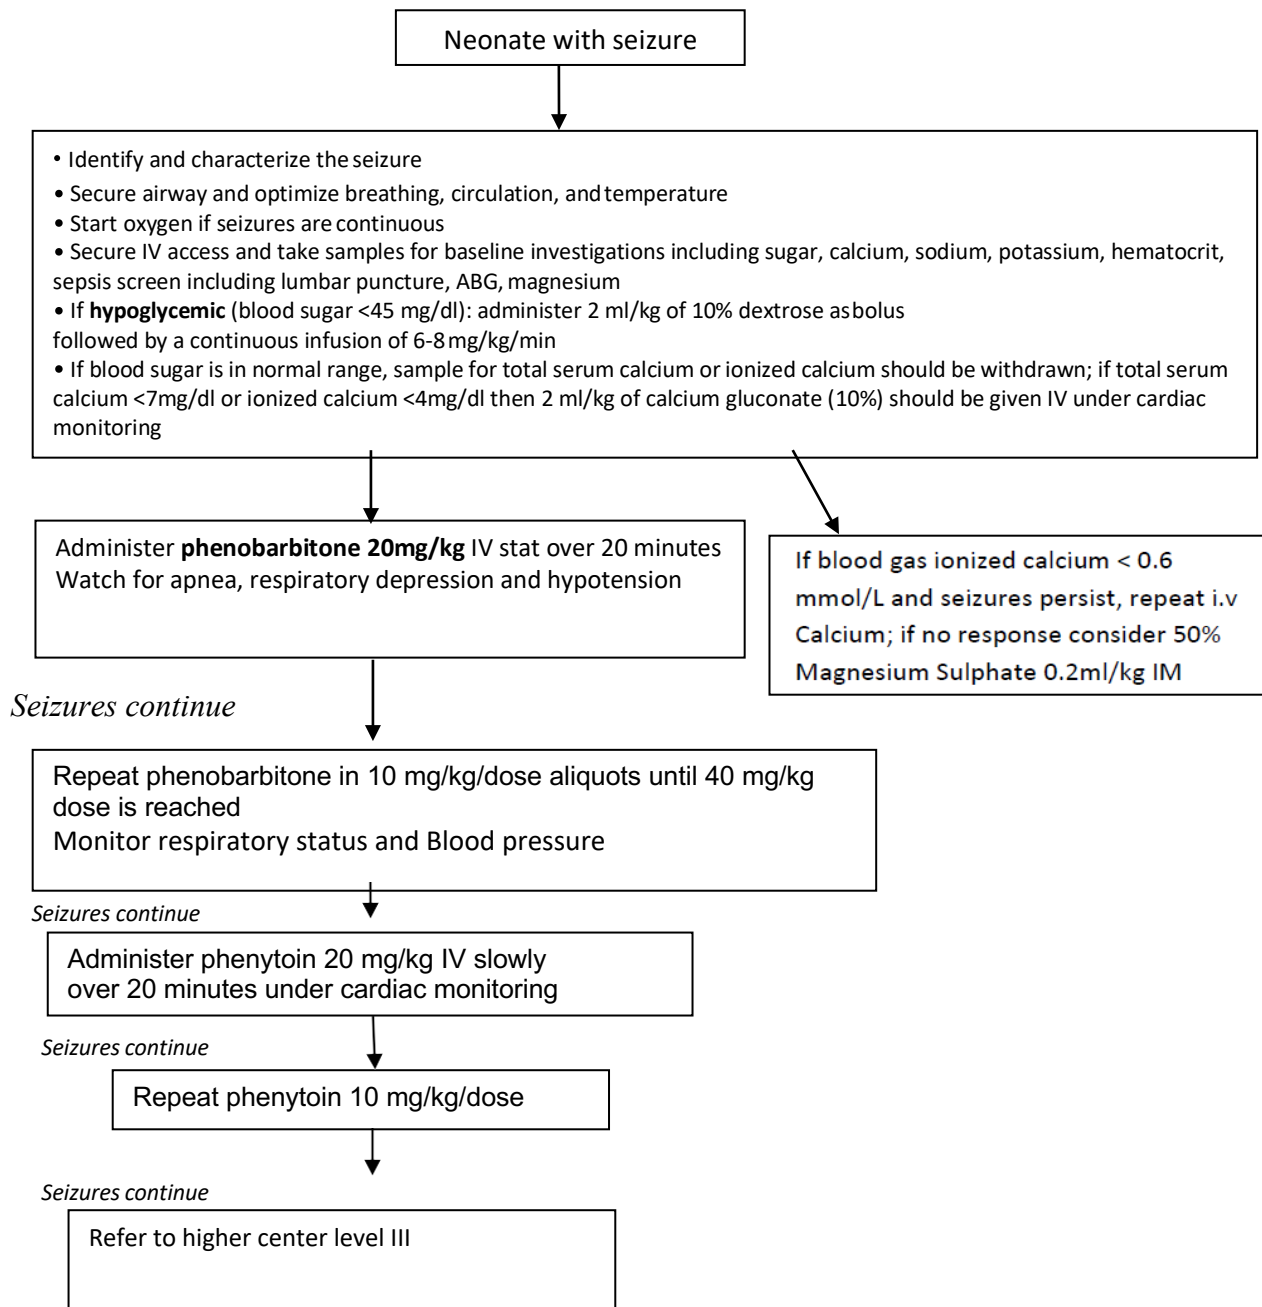 Neonate with seizure
• Identify and characterize the seizure
• Secure airway and optimize breathing, circulation, and temperature
• Start oxygen if seizures are continuous
• Secure IV access and take samples for baseline investigations including sugar, calcium, sodium, potassium, hematocrit,
sepsis screen including lumbar puncture, ABG, magnesium
• If hypoglycemic (blood sugar <45 mg/dl): administer 2 ml/kg of 10% dextrose as bolus
followed by a continuous infusion of 6-8 mg/kg/min
• If blood sugar is in normal range, sample for total serum calcium or ionized calcium should be withdrawn; if total serum
calcium <7mg/dl or ionized calcium <4mg/dl then 2 ml/kg of calcium gluconate (10%) should be given IV under cardiac
monitoring
Administer phenobarbitone 20mg/kg IV stat over 20 minutes
Watch for apnea, respiratory depression and hypotension
If blood gas ionized calcium < 0.6
mmol/L and seizures persist, repeat i.v
Calcium; if no response consider 50%
Magnesium Sulphate 0.2ml/kg IM
Seizures continue
Repeat phenobarbitone in 10 mg/kg/dose aliquots until 40 mg/kg
dose is reached
Monitor respiratory status and Blood pressure
Seizures continue
Administer phenytoin 20 mg/kg IV slowly
over 20 minutes under cardiac monitoring
Seizures continue
Repeat phenytoin 10 mg/kg/dose
Seizures continue
Refer to higher center level III